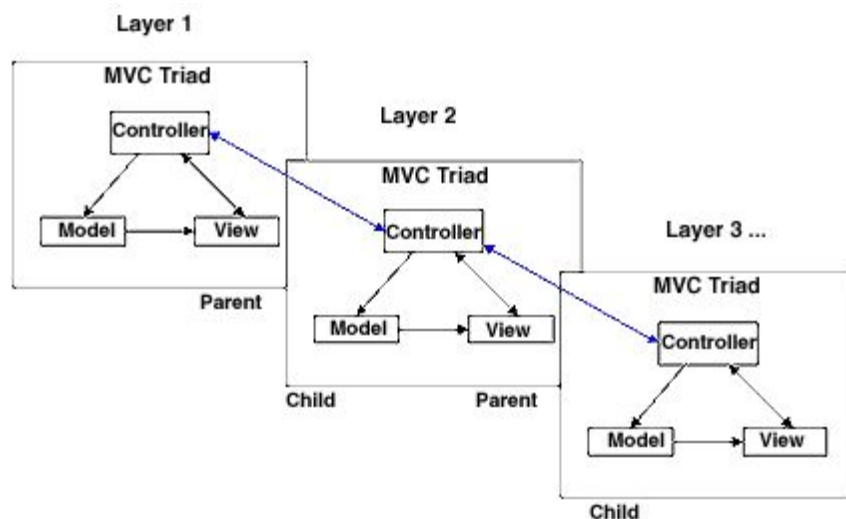 Layer 1
MVC Triad
Controller
Model
View
Parent
Layer 2
MVC Triad
Controller
Model
View
Child
Parent
Layer 3 ...
MVC Triad
Controller
Model
View
Child